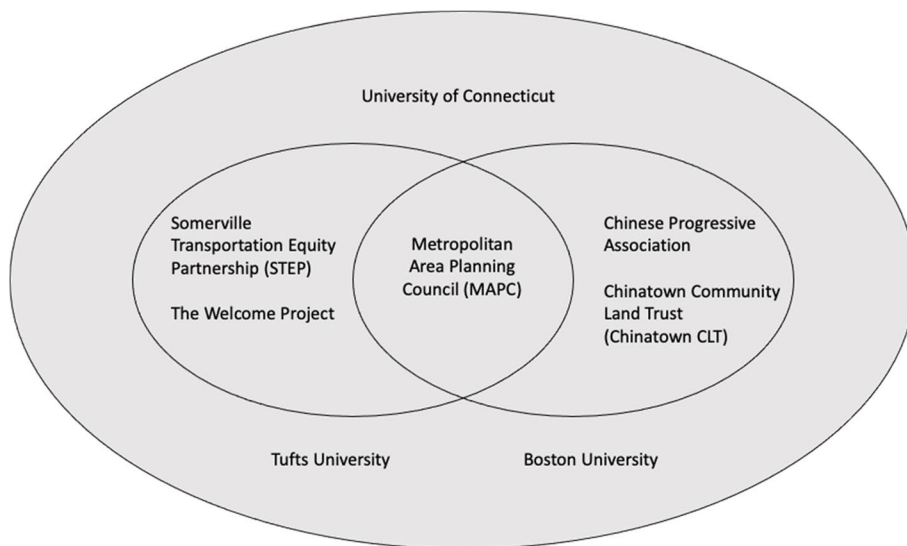 University of Connecticut
Somerville
Transportation Equity
Partnership (STEP)
The Welcome Project
Metropolitan
Area Planning
Council (MAPC)
Chinese Progressive
Association
Chinatown Community
Land Trust
(Chinatown CLT)
Tufts University
Boston University